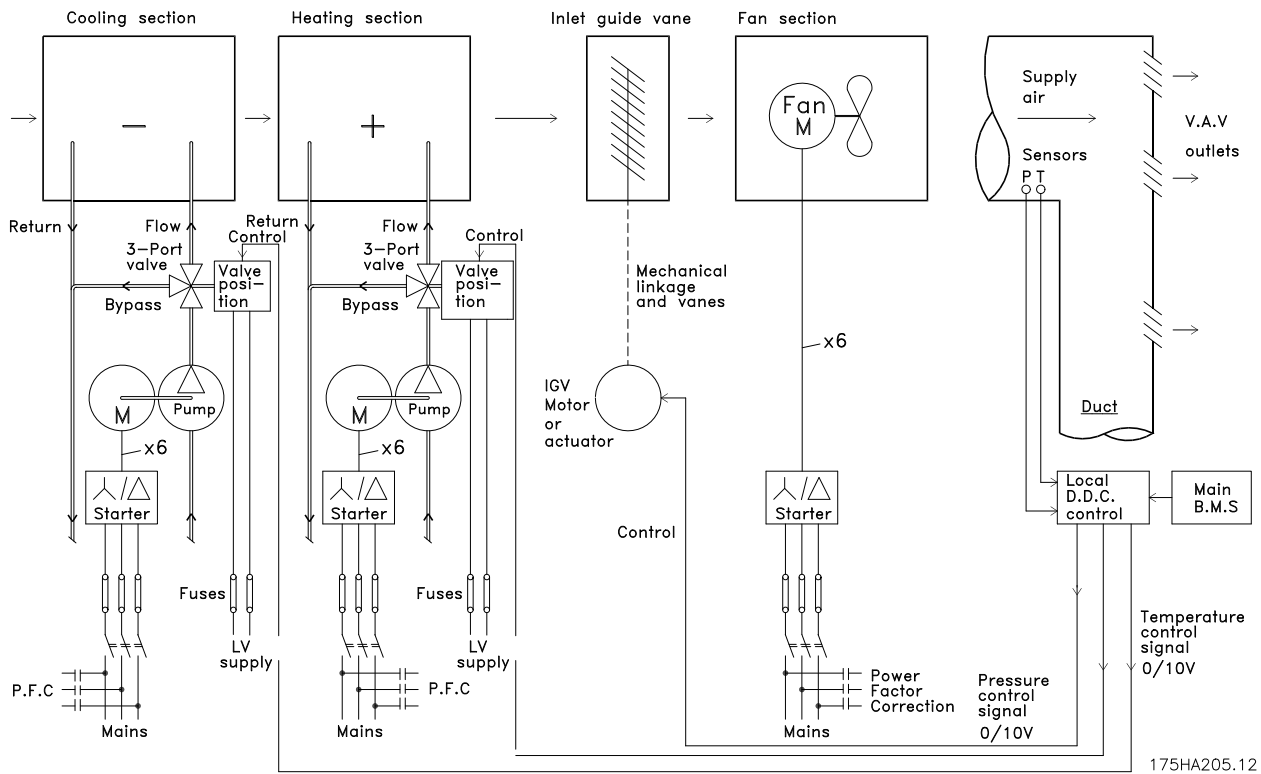 Cooling section
Heating section
Inlet guide vane
Fan section
Supply
air
V.A.V
outlets
Fan
M
Sensors
P T
Return
Flow
3-Port
valve
Bypass
Return
Control
Valve
posi-
tion
Flow
3-Port
valve
Bypass
Control
Valve
posi-
tion
Mechanical
linkage
and vanes
x6
IGV
Motor
or
actuator
Duct
M
Pump
x6
M
Pump
x6
Starter
Starter
Starter
Local
D.D.C.
control
Main
B.M.S
Control
Fuses
Fuses
LV
supply
LV
supply
Temperature
control
signal
0/10V
P.F.C
P.F.C
Power
Factor
Correction
Pressure
control
signal
0/10V
Mains
Mains
Mains
175HA205.12